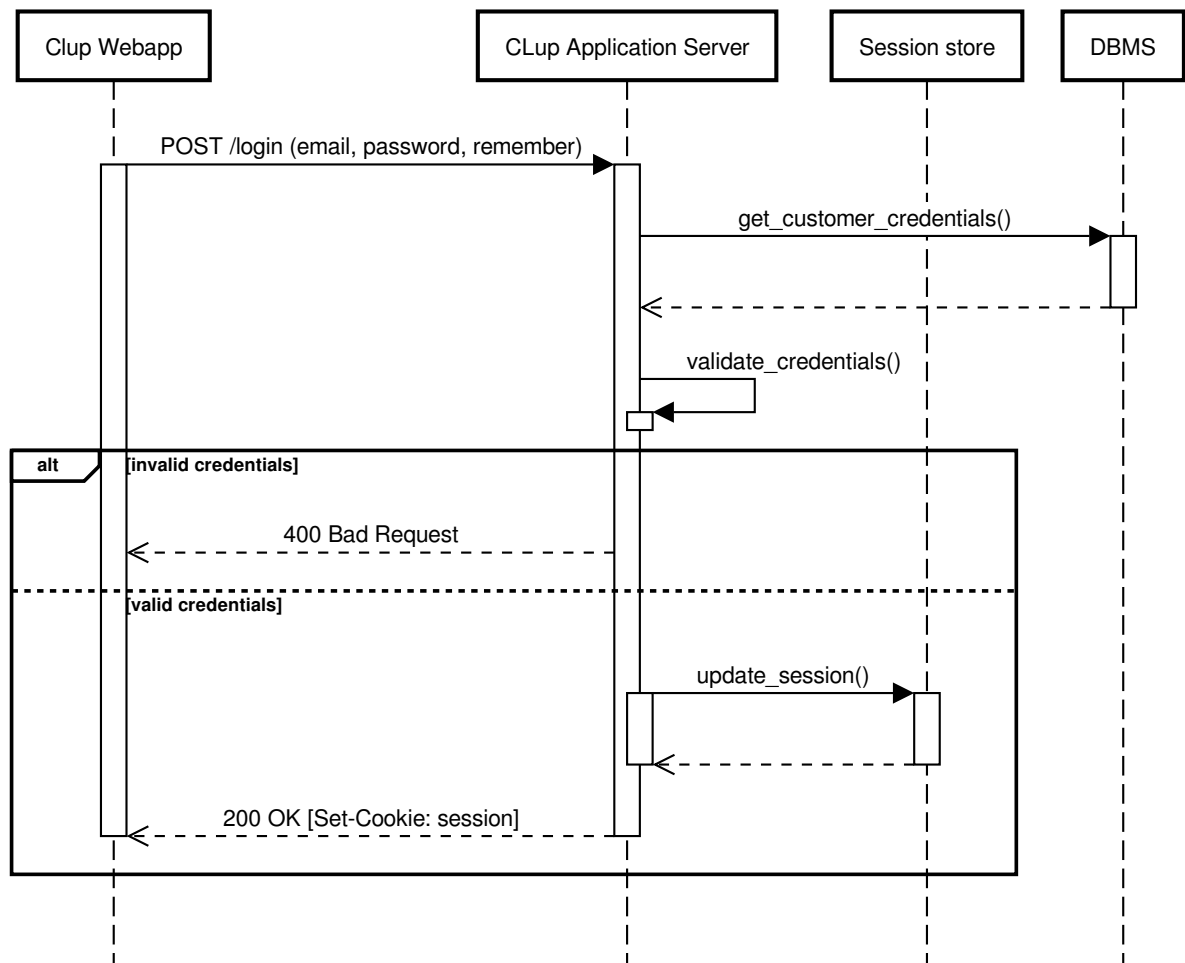 Clup Webapp
CLup Application Server
Session store
DBMS
POST /login (email, password, remember)
get_customer_credentials()
validate_credentials()
alt
[invalid credentials]
400 Bad Request
[valid credentials]
update_session()
200 OK [Set-Cookie: session]